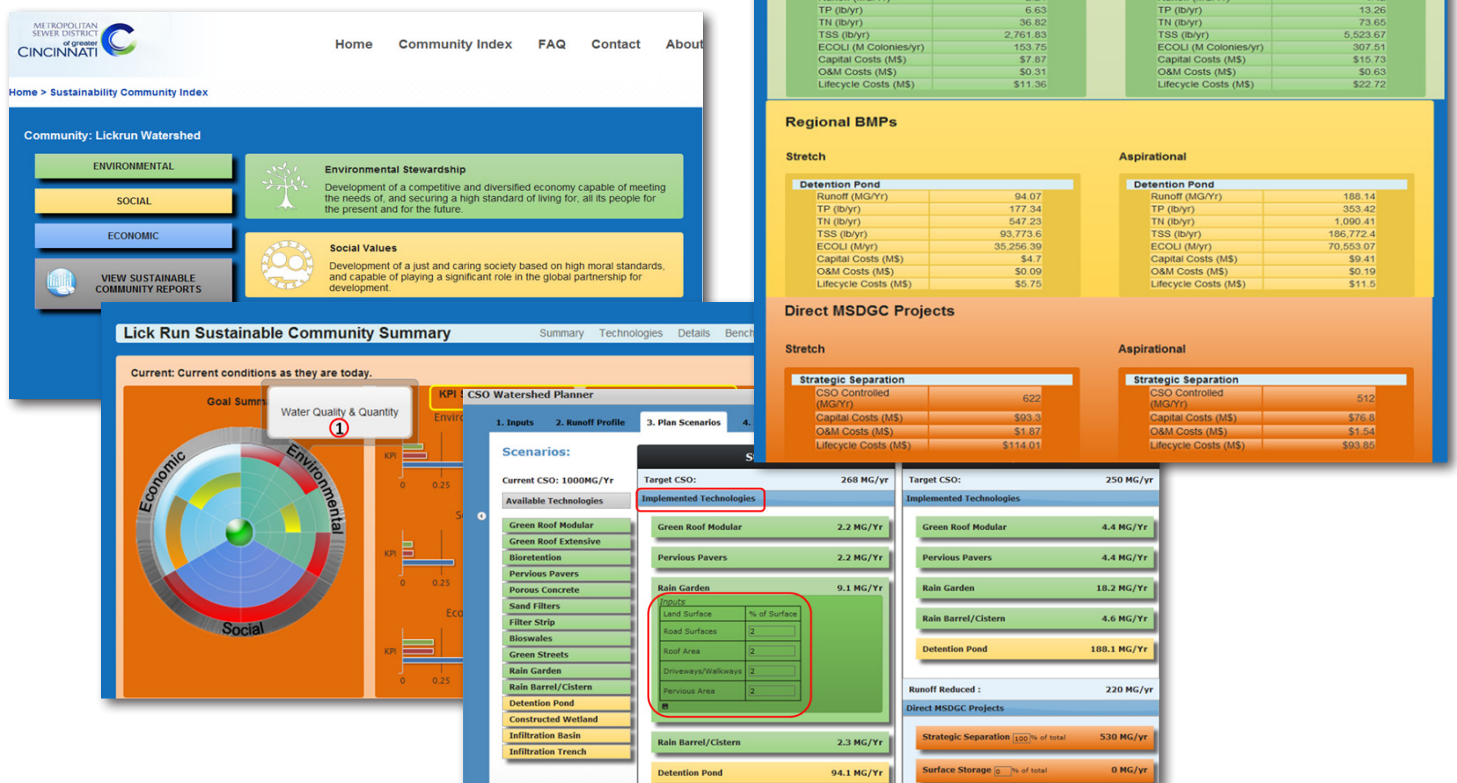 METROPOLITAN
SEWER DISTRICT
of greater
CINCINNATI
Home Community Index FAQ Contact About
Home > Sustainability Community Index
Community: Lickrun Watershed
ENVIRONMENTAL
SOCIAL
ECONOMIC
VIEW SUSTAINABLE
COMMUNITY REPORTS
Environmental Stewardship
Development of a competitive and diversified economy capable of meeting
the needs of, and securing a high standard of living for, all its people for
the present and for the future.
Social Values
Development of a just and caring society based on high moral standards,
and capable of playing a significant role in the global partnership for
development.
TP (lb/yr) 6.63
TN (lb/yr) 36.82
TSS (lb/yr) 2,761.83
ECOLI (M Colonies/yr) 153.75
Capital Costs (M$) $7.87
O&M Costs (M$) $0.31
Lifecycle Costs (M$) $11.36
TP (lb/yr) 13.26
TN (lb/yr) 73.65
TSS (lb/yr) 5,523.67
ECOLI (M Colonies/yr) 307.51
Capital Costs (M$) $15.73
O&M Costs (M$) $0.63
Lifecycle Costs (M$) $22.72
Regional BMPs
Stretch
Detention Pond
Runoff (MG/Yr) 94.07
TP (lb/yr) 177.34
TN (lb/yr) 547.23
TSS (lb/yr) 93,773.6
ECOLI (M/yr) 35,256.39
Capital Costs (M$) $4.7
O&M Costs (M$) $0.09
Lifecycle Costs (M$) $5.75
Aspirational
Detention Pond
Runoff (MG/Yr) 188.14
TP (lb/yr) 353.42
TN (lb/yr) 1,090.41
TSS (lb/yr) 186,772.4
ECOLI (M/yr) 70,553.07
Capital Costs (M$) $9.41
O&M Costs (M$) $0.19
Lifecycle Costs (M$) $11.5
Direct MSDGC Projects
Stretch
Strategic Separation
CSO Controlled
(MG/Yr) 622
Capital Costs (M$) $93.3
O&M Costs (M$) $1.87
Lifecycle Costs (M$) $114.01
Aspirational
Strategic Separation
CSO Controlled
(MG/Yr) 512
Capital Costs (M$) $76.8
O&M Costs (M$) $1.54
Lifecycle Costs (M$) $93.85
Lick Run Sustainable Community Summary
Summary Technologies Details
Current: Current conditions as they are today.
Goal
Water Quality & Quantity
1
Economic
Environmental
Social
KPI
KPI
0 0.25
KPI
0 0.25
KPI
0 0.25
CSO Watershed Planner
1. Inputs 2. Runoff Profile 3. Plan Scenarios 4.
Scenarios:
Current CSO: 1000MG/Yr
Available Technologies
Green Roof Modular
Green Roof Extensive
Bioretention
Pervious Pavers
Porous Concrete
Sand Filters
Filter Strip
Bioswales
Green Streets
Rain Garden
Rain Barrel/Cistern
Detention Pond
Constructed Wetland
Infiltration Basin
Infiltration Trench
Target CSO: 268 MG/yr
Implemented Technologies
Green Roof Modular 2.2 MG/Yr
Pervious Pavers 2.2 MG/Yr
Rain Garden 9.1 MG/Yr
Inputs
Land Surface % of Surface
Road Surfaces 2
Roof Area 2
Driveways/Walkways 2
Pervious Area 2
Rain Barrel/Cistern 2.3 MG/Yr
Detention Pond 94.1 MG/Yr
Target CSO: 250 MG/yr
Implemented Technologies
Green Roof Modular 4.4 MG/Yr
Pervious Pavers 4.4 MG/Yr
Rain Garden 18.2 MG/Yr
Rain Barrel/Cistern 4.6 MG/Yr
Detention Pond 188.1 MG/Yr
Runoff Reduced : 220 MG/yr
Direct MSDGC Projects
Strategic Separation 100 % of total 530 MG/yr
Surface Storage 0 % of total 0 MG/yr